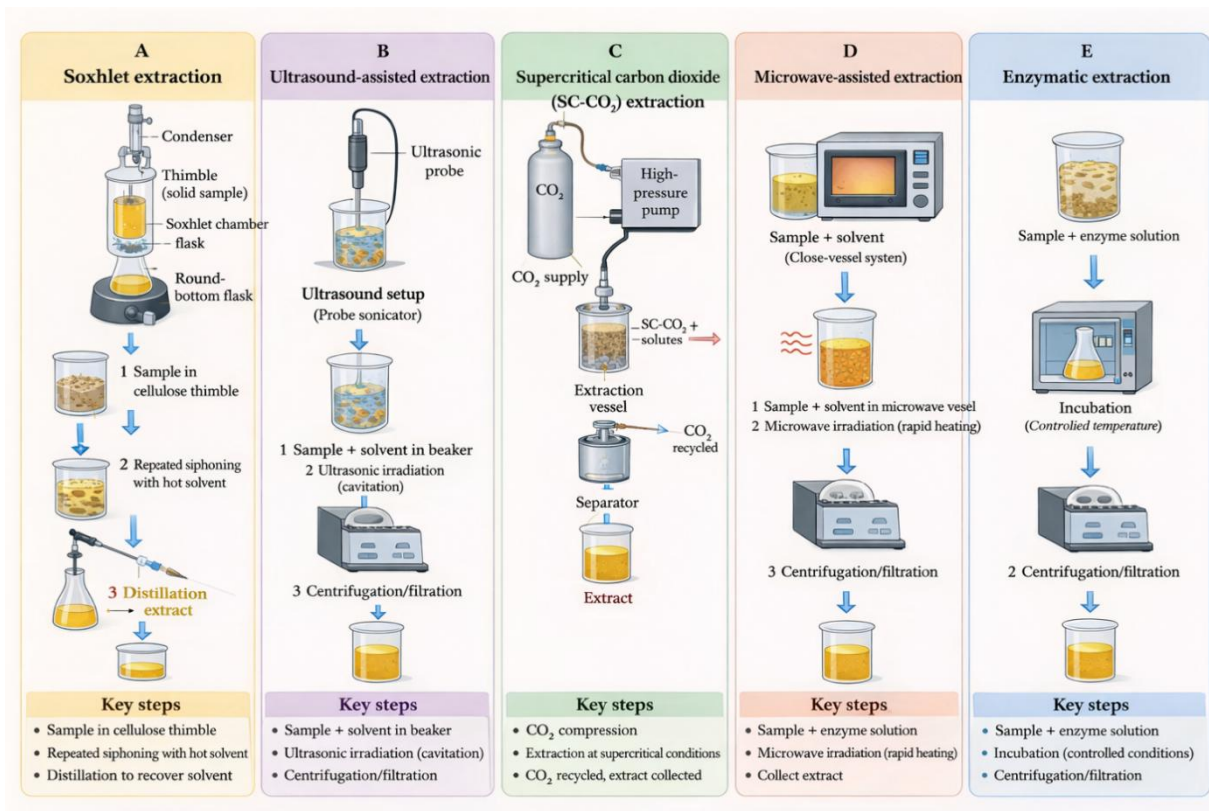 A
Soxhlet extraction
Condenser
Thimble
(solid sample)
Soxhlet chamber
flask
Round-
bottom flask
1 Sample in
cellulose thimble
2 Repeated siphoning
with hot solvent
3 Distillation
extract
Key steps
• Sample in cellulose thimble
• Repeated siphoning with hot solvent
• Distillation to recover solvent
B
Ultrasound-assisted extraction
Ultrasonic
probe
Ultrasound setup
(Probe sonicator)
1 Sample + solvent in beaker
2 Ultrasonic irradiation
(cavitation)
3 Centrifugation/filtration
Key steps
• Sample + solvent in beaker
• Ultrasonic irradiation (cavitation)
• Centrifugation/filtration
C
Supercritical carbon dioxide
(SC-CO₂) extraction
CO₂
High-
pressure
pump
CO₂ supply
SC-CO₂ +
solutes
Extraction
vessel
CO₂
recycled
Separator
Extract
Key steps
• CO₂ compression
• Extraction at supercritical conditions
• CO₂ recycled, extract collected
D
Microwave-assisted extraction
Sample + solvent
(Close-vessel systen)
1 Sample + solvent in microwave vesel
2 Microwave irradiation (rapid heating)
3 Centrifugation/filtration
Key steps
• Sample + enzyme solution
• Microwave irradiation (rapid heating)
• Collect extract
E
Enzymatic extraction
Sample + enzyme solution
Incubation
(Controlied temperature)
2 Centrifugation/filtration
Key steps
• Sample + enzyme solution
• Incubation (controlled conditions)
• Centrifugation/filtration